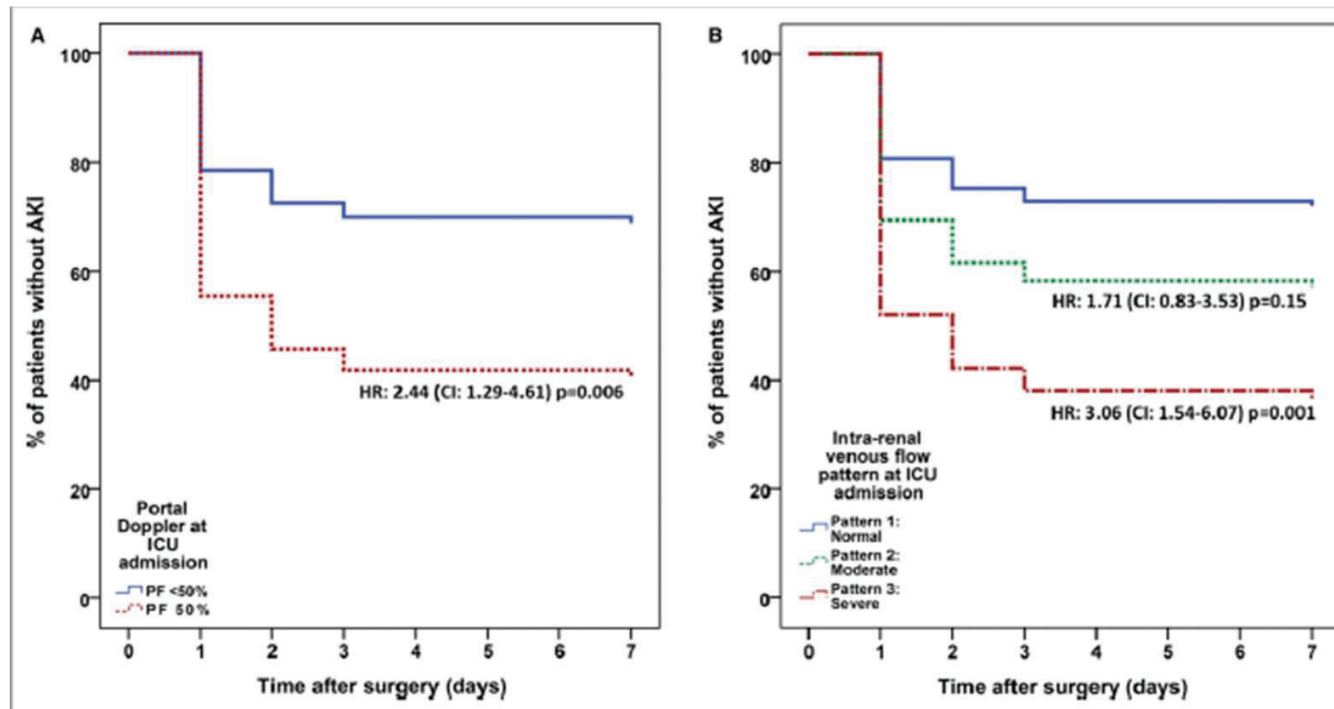 A
% of patients without AKI
100
80
60
40
20
0
HR: 2.44 (CI: 1.29-4.61) p=0.006
Portal
Doppler at
ICU
admission
PF <50%
PF 50%
0 1 2 3 4 5 6 7
Time after surgery (days)
B
% of patients without AKI
100
80
60
40
20
0
HR: 1.71 (CI: 0.83-3.53) p=0.15
HR: 3.06 (CI: 1.54-6.07) p=0.001
Intra-renal
venous flow
pattern at ICU
admission
Pattern 1:
Normal
Pattern 2:
Moderate
Pattern 3:
Severe
0 1 2 3 4 5 6 7
Time after surgery (days)